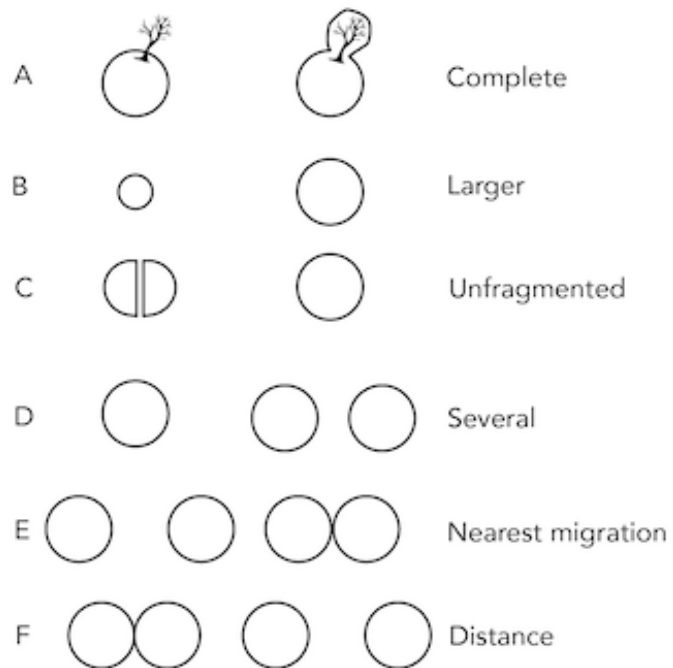 A Complete
B Larger
C Unfragmented
D Several
E Nearest migration
F Distance